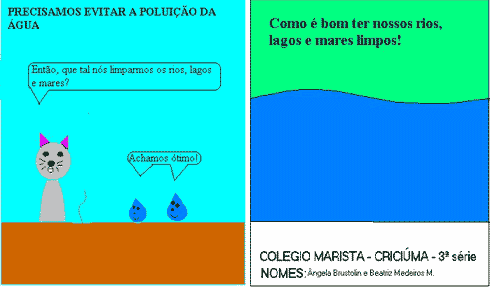 PRECISAMOS EVITAR A POLUIÇÃO DA
ÁGUA
Então, que tal nós limparmos os rios, lagos
e mares?
Achamos ótimo!
Como é bom ter nossos rios,
lagos e mares limpos!
COLEGIO MARISTA - CRICIÚMA - 3ª série
NOMES: Ângela Brustolin e Beatriz Medeiros M.